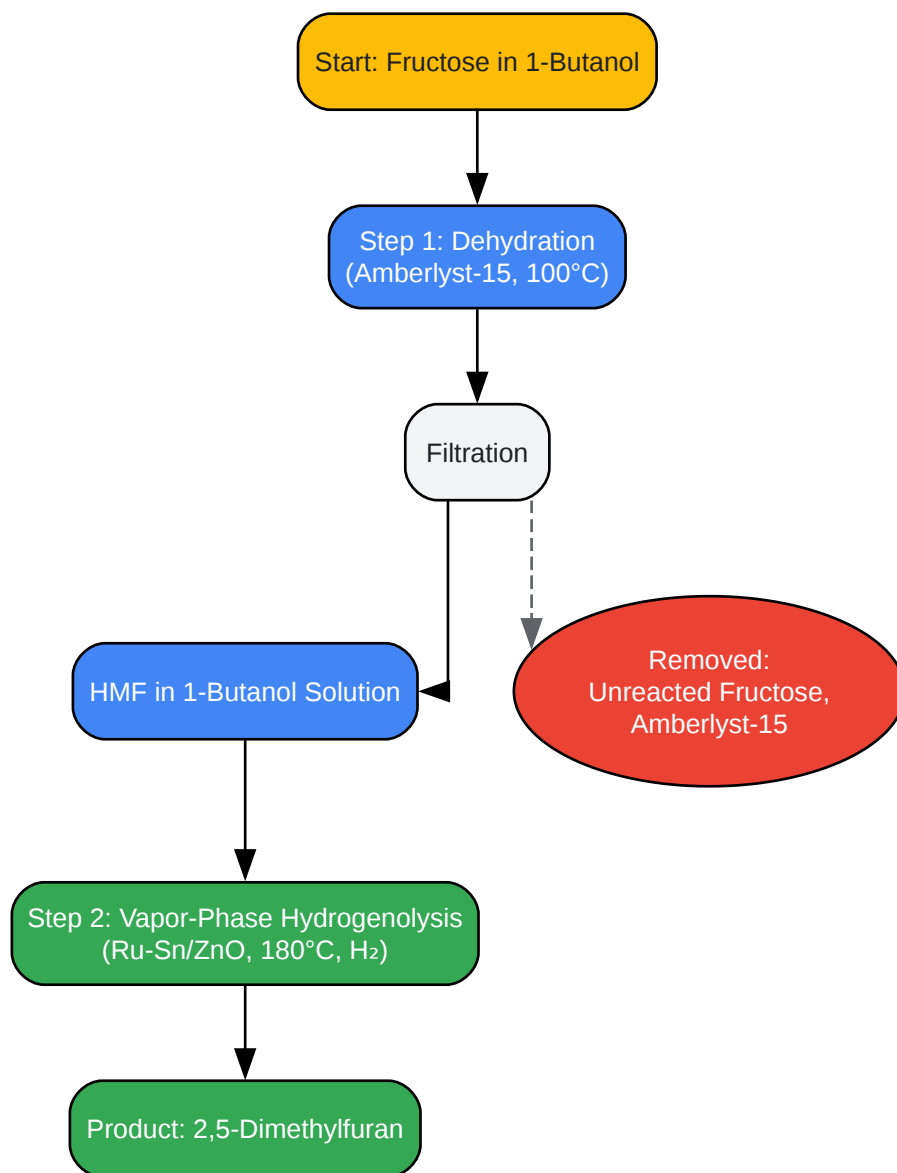 Start: Fructose in 1-Butanol
Step 1: Dehydration
(Amberlyst-15, 100°C)
Filtration
HMF in 1-Butanol Solution
Removed:
Unreacted Fructose,
Amberlyst-15
Step 2: Vapor-Phase Hydrogenolysis
(Ru-Sn/ZnO, 180°C, H₂)
Product: 2,5-Dimethylfuran